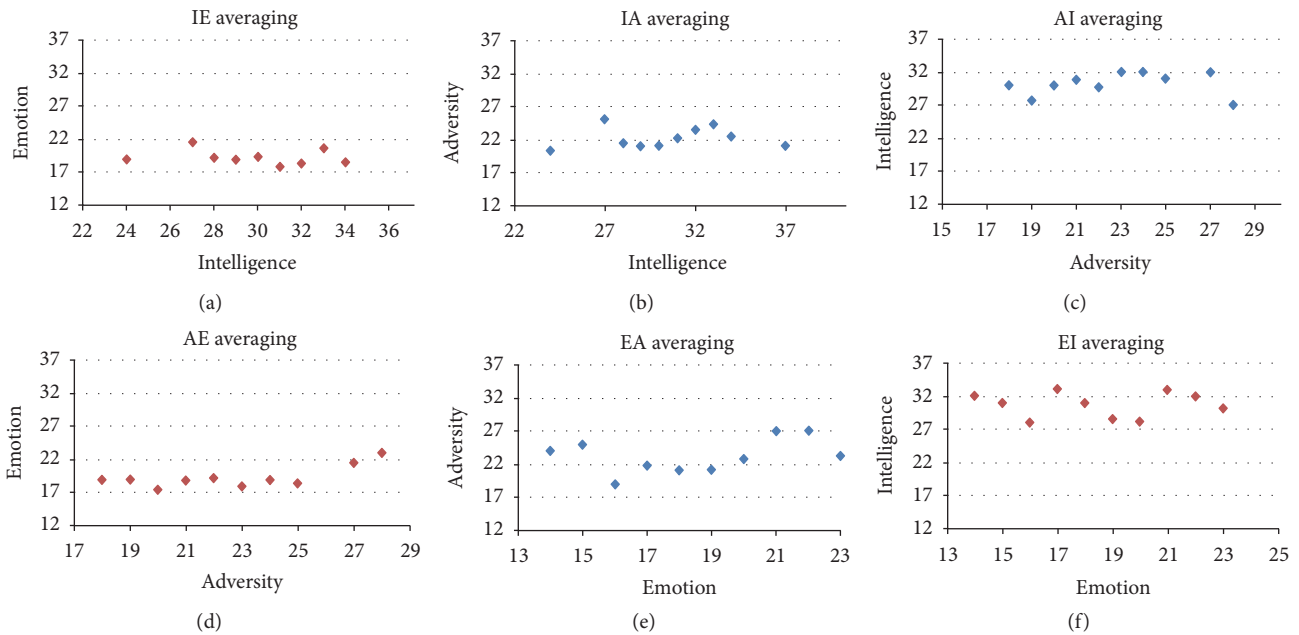 IE averaging
37
32
27
22
17
12
Emotion
22 24 26 28 30 32 34 36
Intelligence
(a)
IA averaging
37
32
27
22
17
12
Adversity
22 27 32 37
Intelligence
(b)
AI averaging
37
32
27
22
17
12
Intelligence
15 17 19 21 23 25 27 29
Adversity
(c)
AE averaging
37
32
27
22
17
12
Emotion
17 19 21 23 25 27 29
Adversity
(d)
EA averaging
37
32
27
22
17
12
Adversity
13 15 17 19 21 23
Emotion
(e)
EI averaging
37
32
27
22
17
12
Intelligence
13 15 17 19 21 23 25
Emotion
(f)